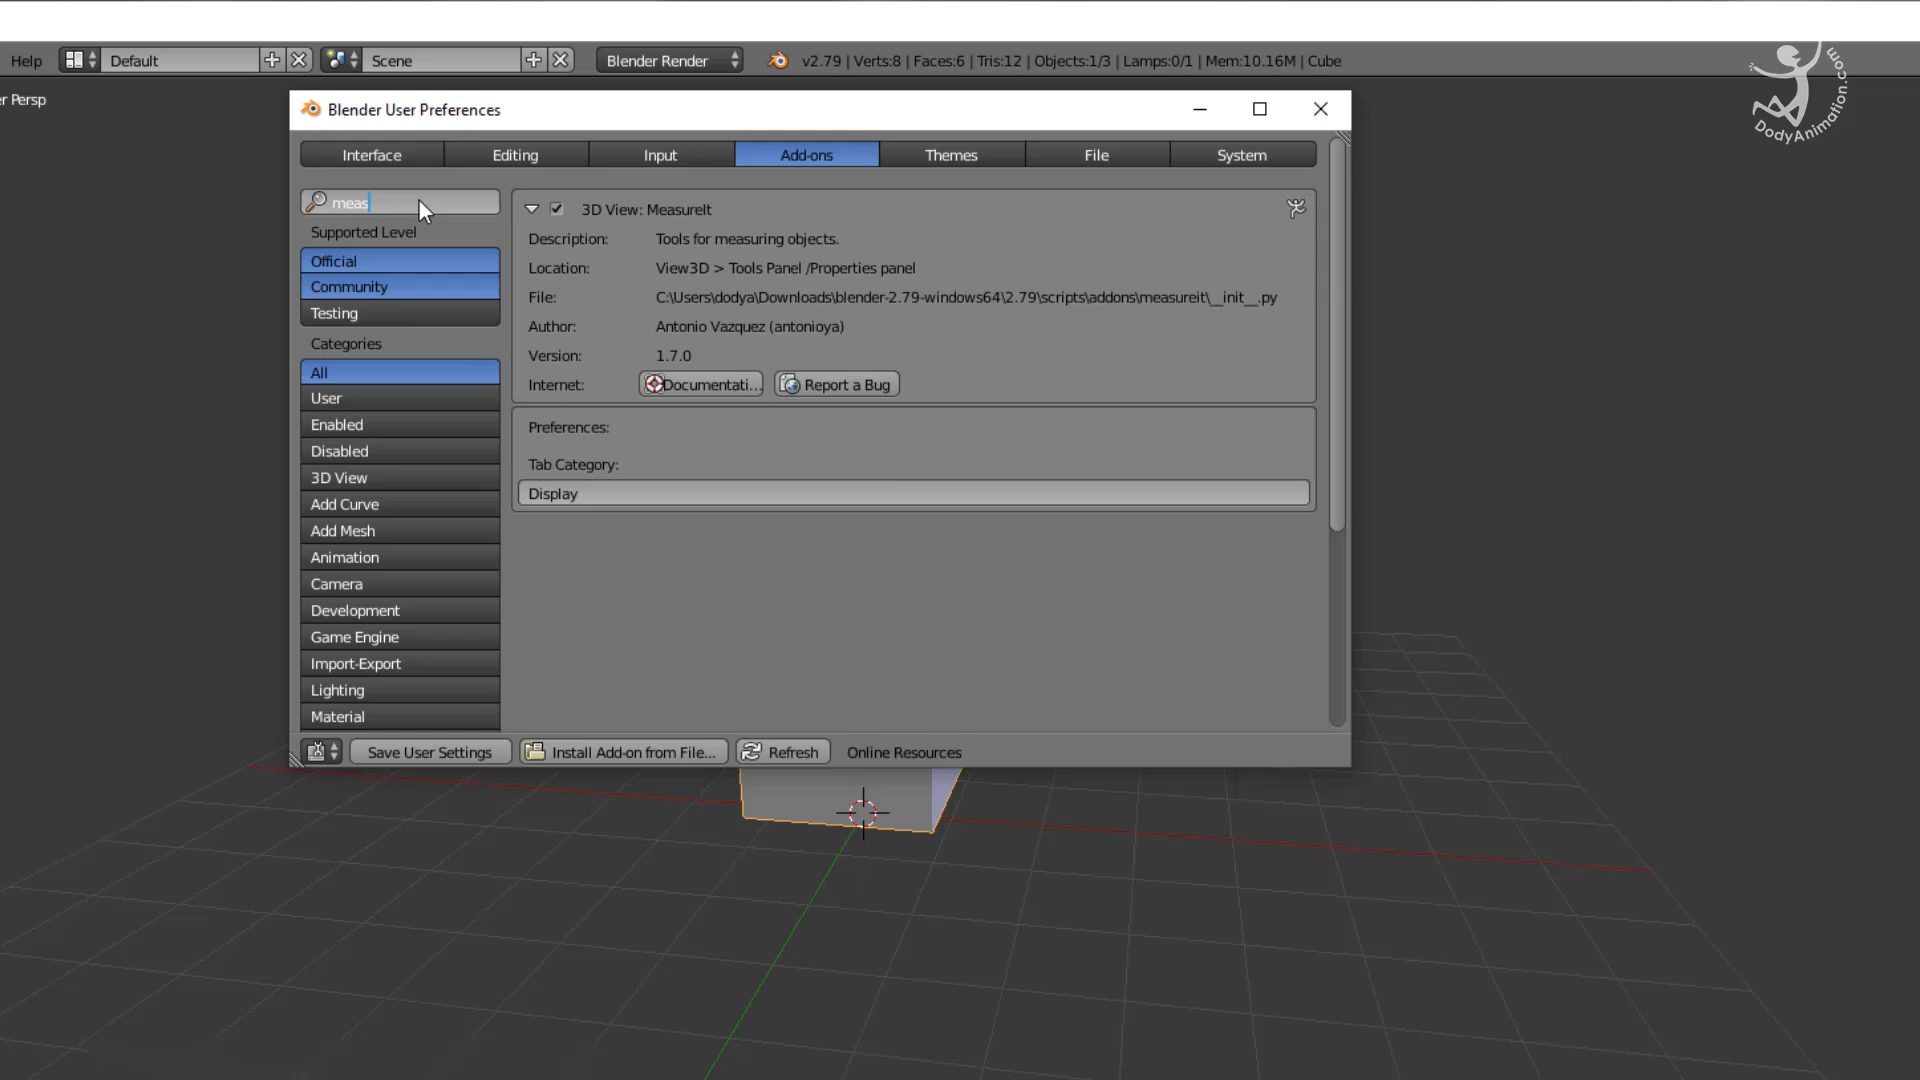 Help
Default
Scene
Blender Render
v2.79 | Verts:8 | Faces:6 | Tris:12 | Objects:1/3 | Lamps:0/1 | Mem:10.16M | Cube
er Persp
DodyAnimation.com
Blender User Preferences
Interface
Editing
Input
Add-ons
Themes
File
System
meas
Supported Level
Official
Community
Testing
Categories
All
User
Enabled
Disabled
3D View
Add Curve
Add Mesh
Animation
Camera
Development
Game Engine
Import-Export
Lighting
Material
3D View: MeasureIt
Description: Tools for measuring objects.
Location: View3D > Tools Panel /Properties panel
File: C:\Users\dodya\Downloads\blender-2.79-windows64\2.79\scripts\addons\measureit\__init__.py
Author: Antonio Vazquez (antonioya)
Version: 1.7.0
Internet: Documentati... Report a Bug
Preferences:
Tab Category:
Display
Save User Settings
Install Add-on from File...
Refresh
Online Resources